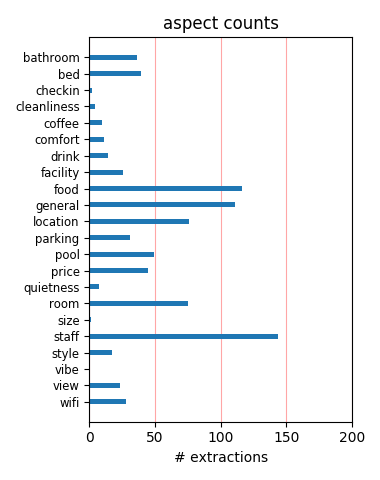 aspect counts
bathroom
bed
checkin
cleanliness
coffee
comfort
drink
facility
food
general
location
parking
pool
price
quietness
room
size
staff
style
vibe
view
wifi
0 50 100 150 200
# extractions